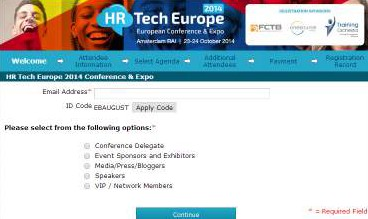 HR Tech Europe 2014
European Conference & Expo
Amsterdam RAI | 23-24 October 2014
REGISTRATION SPONSORS
FCTB
Training
Welcome
Attendee Information
Select Agenda
Additional Attendees
Payment
Registration Record
HR Tech Europe 2014 Conference & Expo
Email Address*
ID Code EBAUGUST Apply Code
Please select from the following options:*
Conference Delegate
Event Sponsors and Exhibitors
Media/Press/Bloggers
Speakers
VIP / Network Members
* = Required Field
Continue